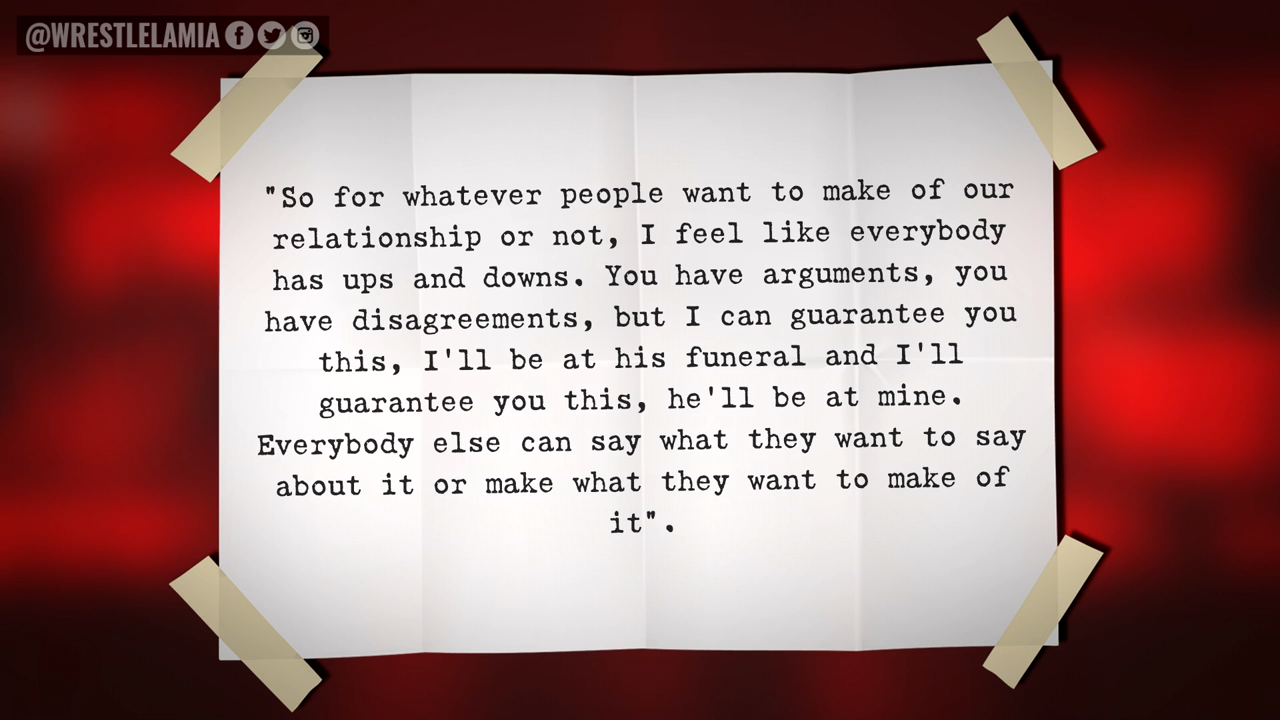 @WRESTLELAMIA
"So for whatever people want to make of our
relationship or not, I feel like everybody
has ups and downs. You have arguments, you
have disagreements, but I can guarantee you
this, I'll be at his funeral and I'll
guarantee you this, he'll be at mine.
Everybody else can say what they want to say
about it or make what they want to make of
it".